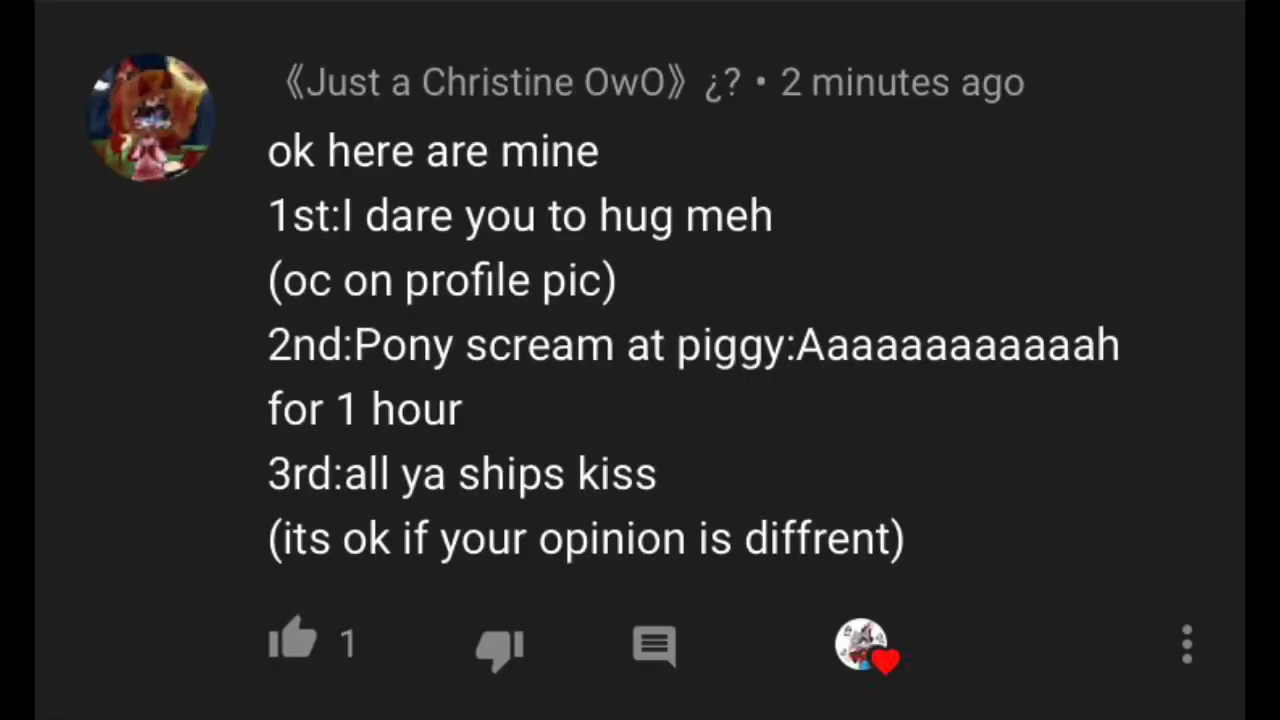 《Just a Christine OwO》 ¿? • 2 minutes ago
ok here are mine
1st:I dare you to hug meh
(oc on profile pic)
2nd:Pony scream at piggy:Aaaaaaaaaaaah
for 1 hour
3rd:all ya ships kiss
(its ok if your opinion is diffrent)
1